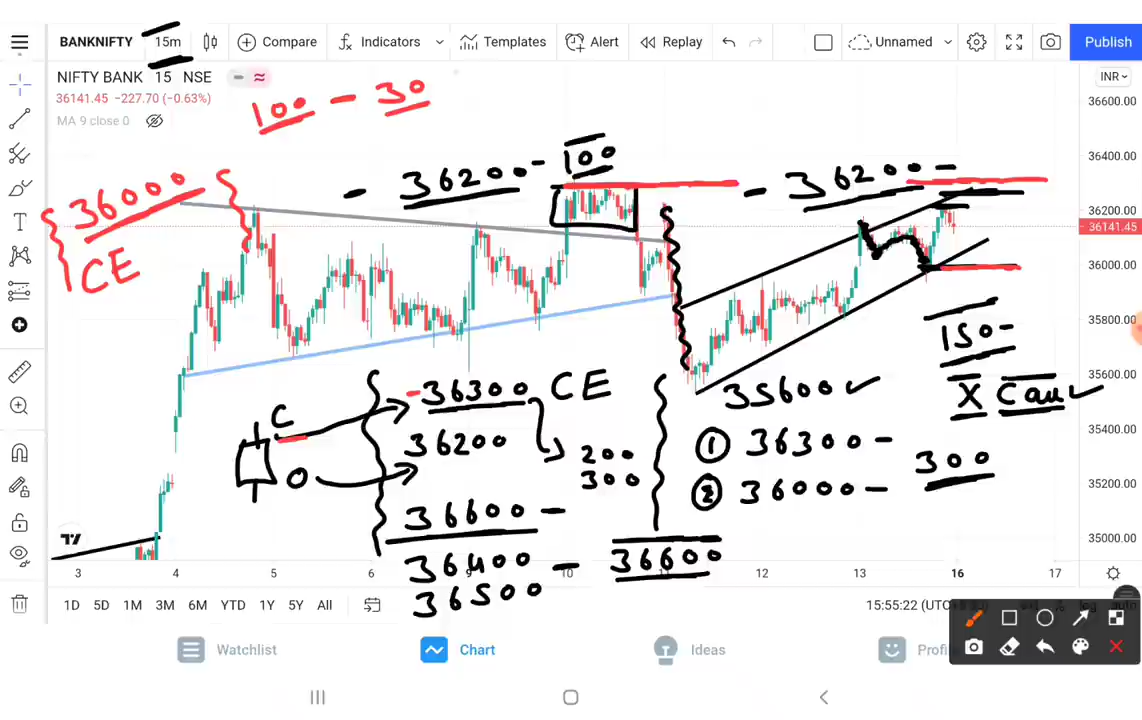 BANKNIFTY 15m Compare Indicators Templates Alert Replay Unnamed Publish
NIFTY BANK 15 NSE
36141.45 −227.70 (−0.63%)
MA 9 close 0
INR
100 - 30
36000
CE
- 36200 - 100
- 36200 -
36600.00
36400.00
36200.00
36141.45
36000.00
35800.00
35600.00
35400.00
35200.00
35000.00
150-
X Call ✓
-36300 CE
36200
200
300
C
O
36600 -
36400 - 36600
36500
35600 ✓
① 36300 -
② 36000 -
300
3 4 5 6 9 10 11 12 13 16 17
1D 5D 1M 3M 6M YTD 1Y 5Y All
15:55:22 (UTC
log auto
Watchlist Chart Ideas